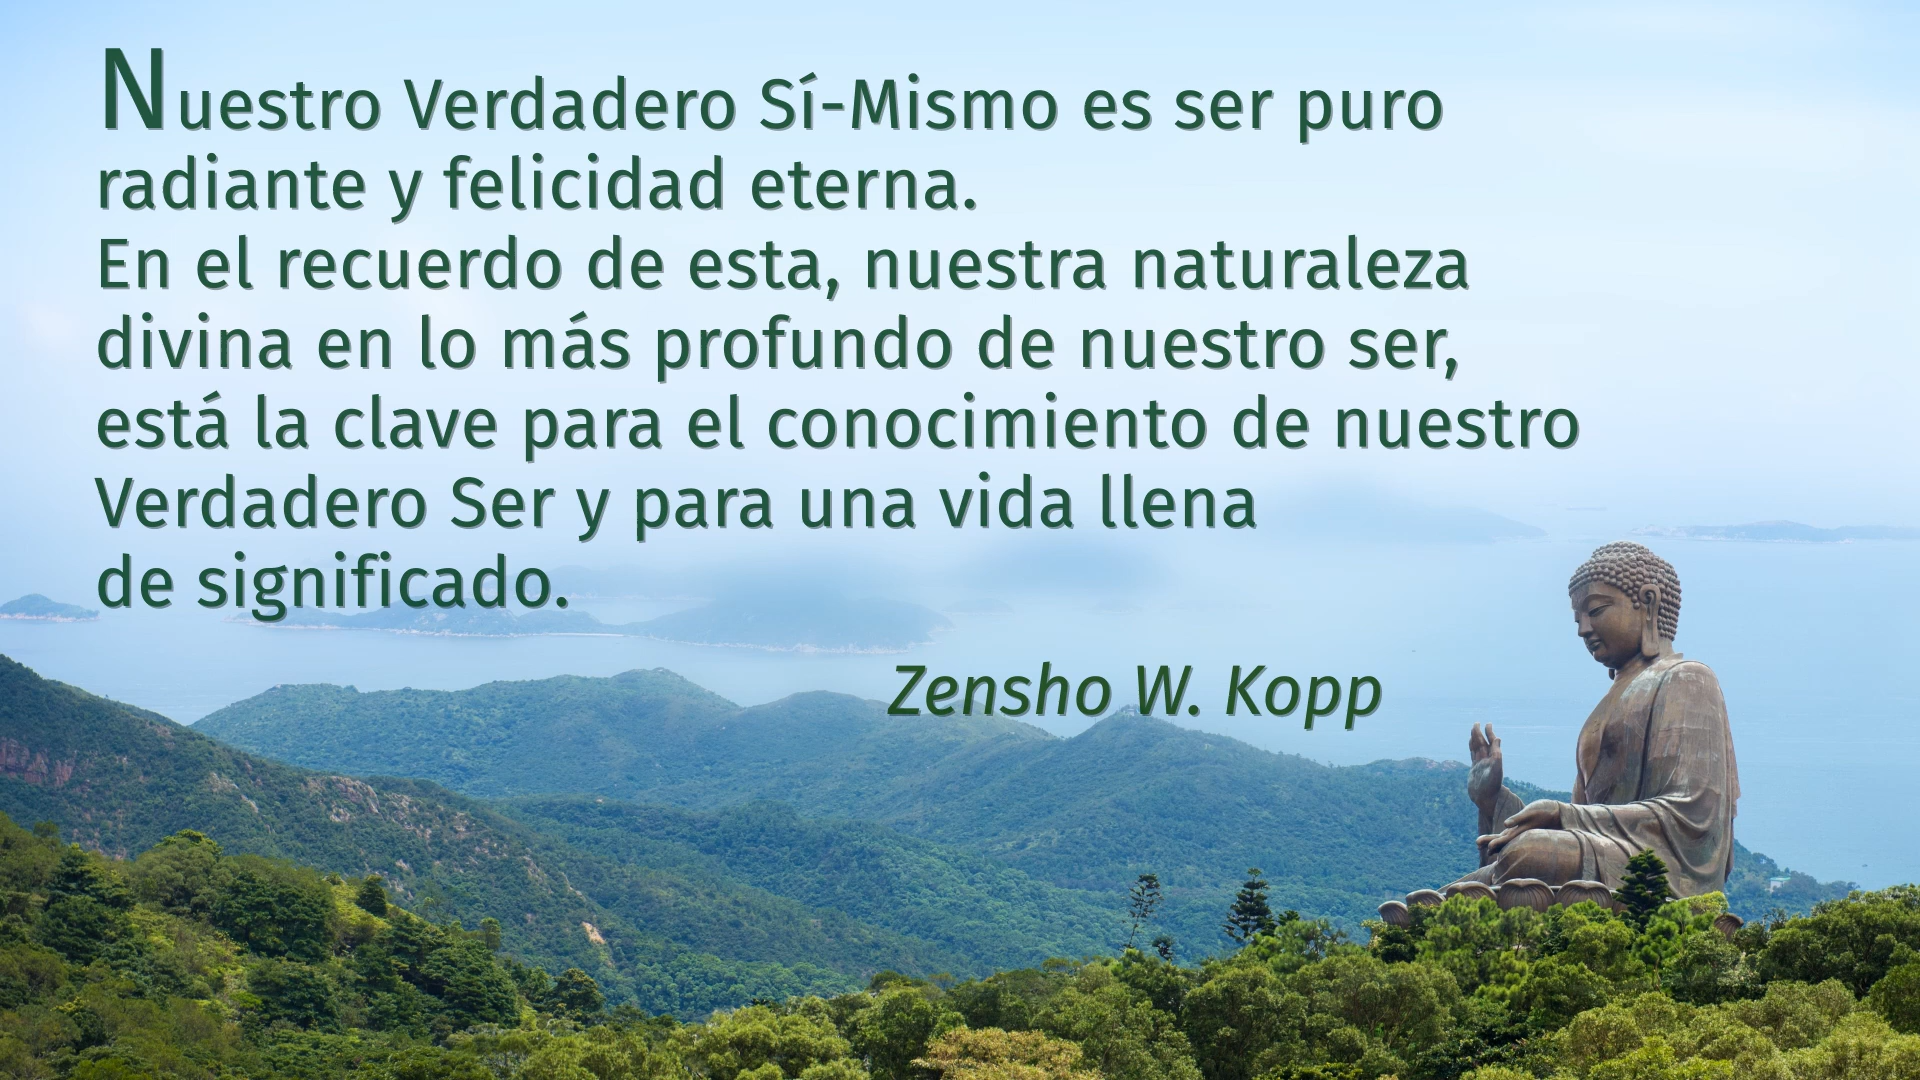 Nuestro Verdadero Sí-Mismo es ser puro
radiante y felicidad eterna.
En el recuerdo de esta, nuestra naturaleza
divina en lo más profundo de nuestro ser,
está la clave para el conocimiento de nuestro
Verdadero Ser y para una vida llena
de significado.
Zensho W. Kopp